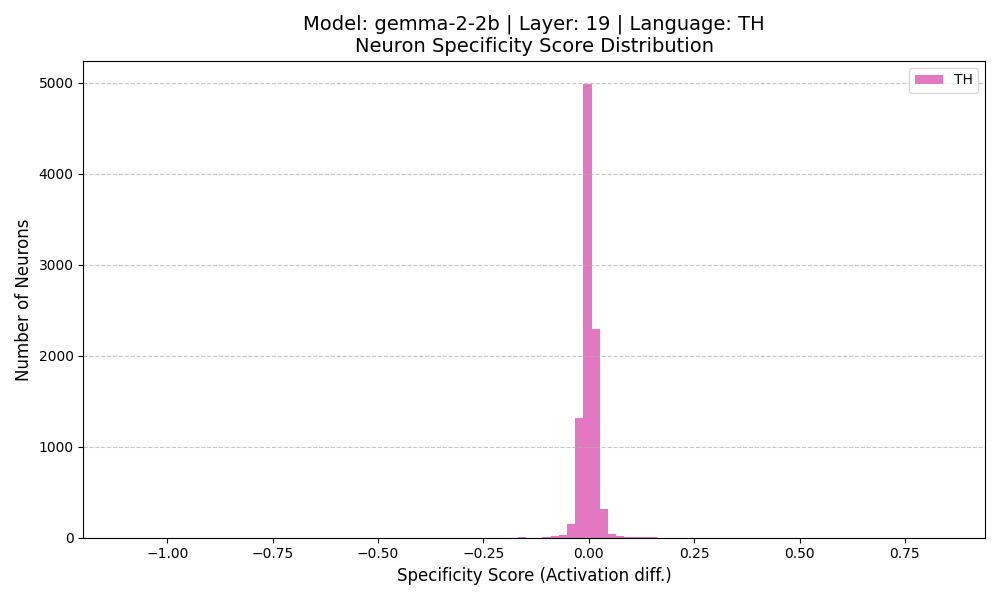 Model: gemma-2-2b | Layer: 19 | Language: TH
Neuron Specificity Score Distribution
TH
Number of Neurons
5000
4000
3000
2000
1000
0
−1.00 −0.75 −0.50 −0.25 0.00 0.25 0.50 0.75
Specificity Score (Activation diff.)